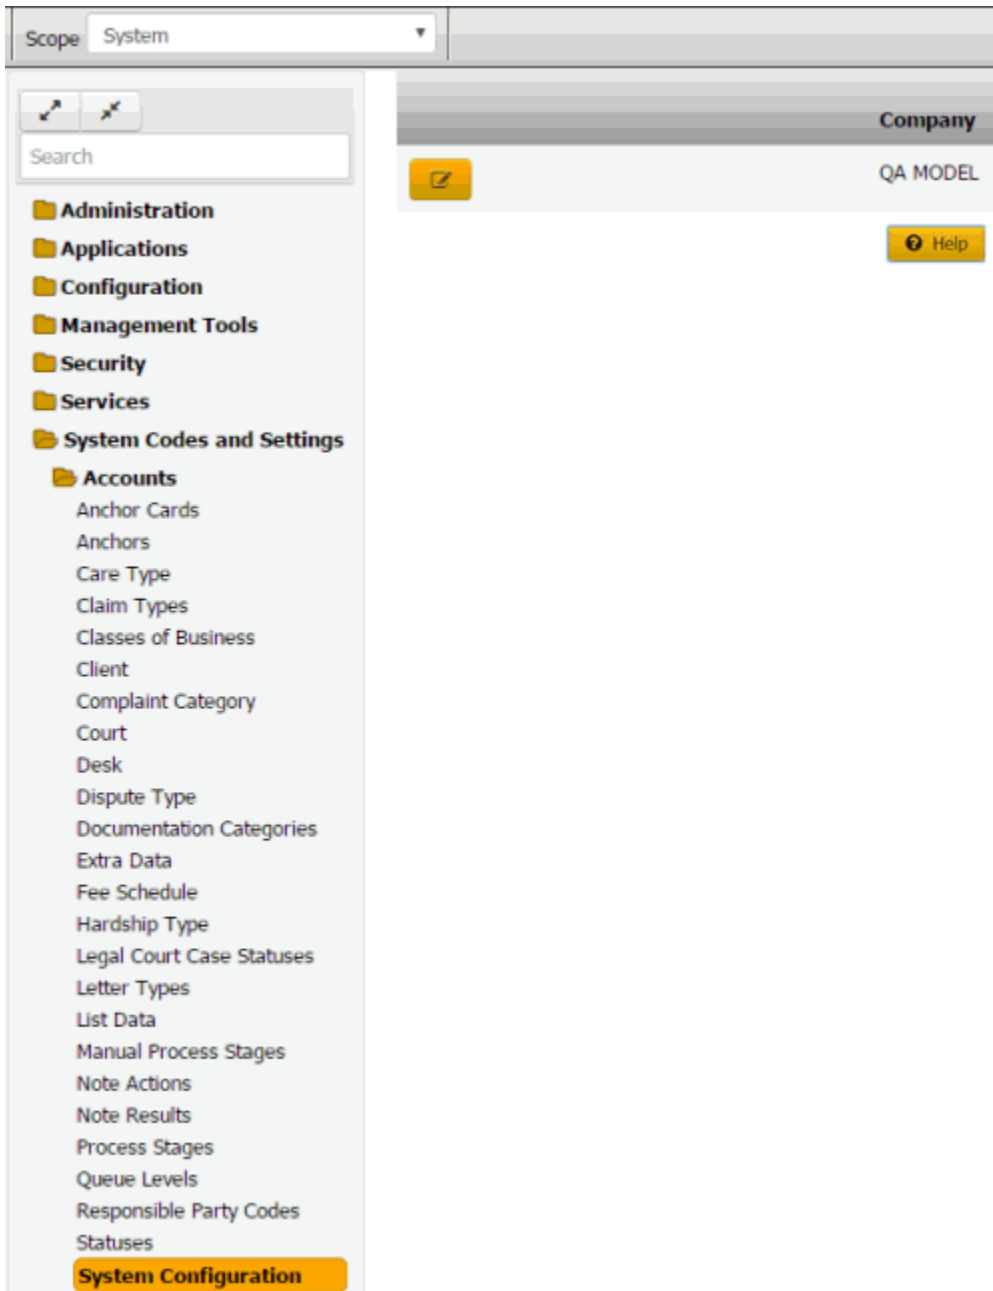 Scope System
Search
Administration
Applications
Configuration
Management Tools
Security
Services
System Codes and Settings
Accounts
Anchor Cards
Anchors
Care Type
Claim Types
Classes of Business
Client
Complaint Category
Court
Desk
Dispute Type
Documentation Categories
Extra Data
Fee Schedule
Hardship Type
Legal Court Case Statuses
Letter Types
List Data
Manual Process Stages
Note Actions
Note Results
Process Stages
Queue Levels
Responsible Party Codes
Statuses
System Configuration
Company
QA MODEL
Help